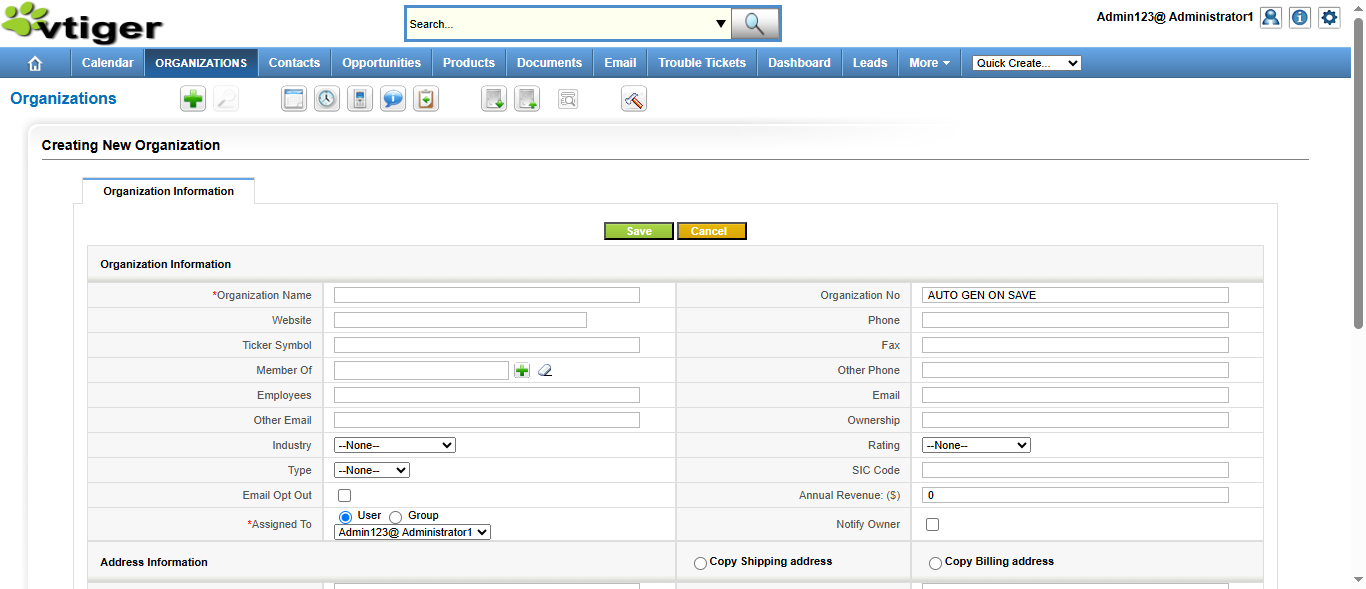 vtiger
Search...
Admin123@ Administrator1
Calendar ORGANIZATIONS Contacts Opportunities Products Documents Email Trouble Tickets Dashboard Leads More Quick Create...
Organizations
Creating New Organization
Organization Information
Save Cancel
Organization Information
*Organization Name Organization No AUTO GEN ON SAVE
Website Phone
Ticker Symbol Fax
Member Of Other Phone
Employees Email
Other Email Ownership
Industry --None-- Rating --None--
Type --None-- SIC Code
Email Opt Out Annual Revenue: ($) 0
*Assigned To User Group Notify Owner
Admin123@ Administrator1
Address Information Copy Shipping address Copy Billing address